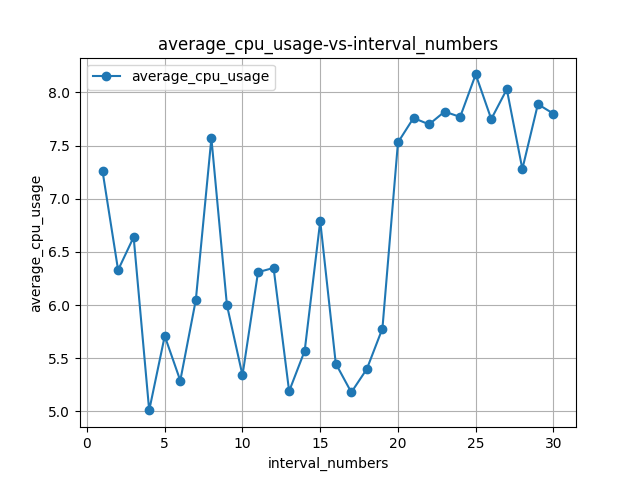 average_cpu_usage-vs-interval_numbers
average_cpu_usage
8.0
7.5
7.0
6.5
6.0
5.5
5.0
average_cpu_usage
0 5 10 15 20 25 30
interval_numbers